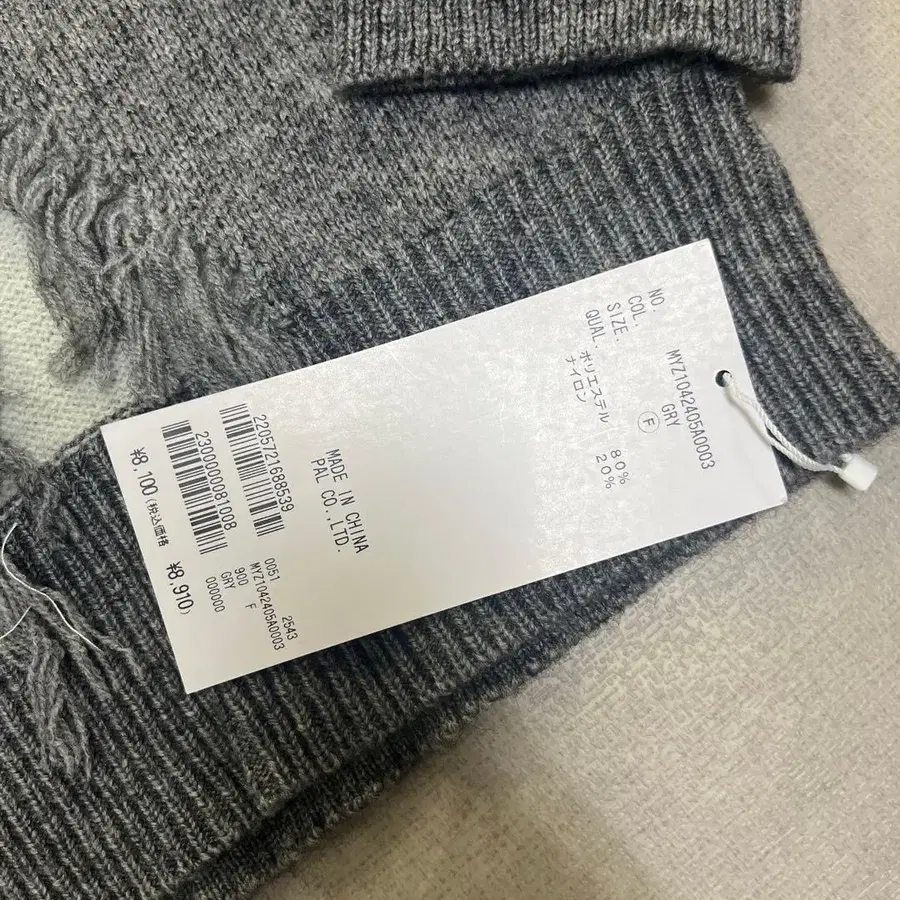 NO. MYZ1042405A0003
COL. GRY
SIZE. F
QUAL. ポリエステル 80%
ナイロン 20%
MADE IN CHINA
PAL CO.,LTD.
2205721688539
2300000081008
0051 2543
MYZ1042405A0003
900 F
GRY
000000
¥8,100(税込価格 ¥8,910)